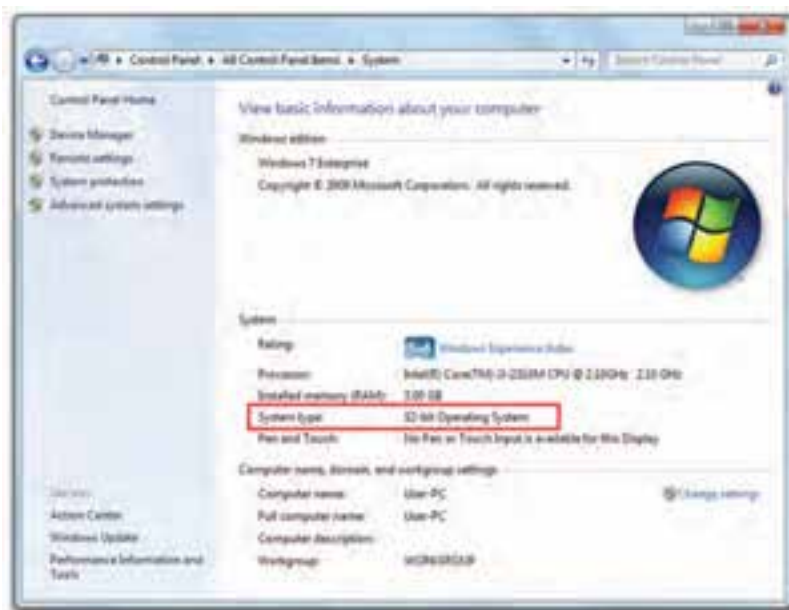 Control Panel All Control Panel Items System
Search Control Panel
Control Panel Home
Device Manager
Remote settings
System protection
Advanced system settings
View basic information about your computer
Windows edition
Windows 7 Enterprise
Copyright © 2009 Microsoft Corporation. All rights reserved.
System
Rating: Windows Experience Index
Processor: Intel(R) Core(TM) i3-2310M CPU @ 2.10GHz 2.10 GHz
Installed memory (RAM): GB
System type: 32-bit Operating System
Pen and Touch: No Pen or Touch Input is available for this Display
Computer name, domain, and workgroup settings
Computer name: User-PC
Change settings
Full computer name: User-PC
Computer description:
Workgroup: WORKGROUP
See also
Action Center
Windows Update
Performance Information and
Tools